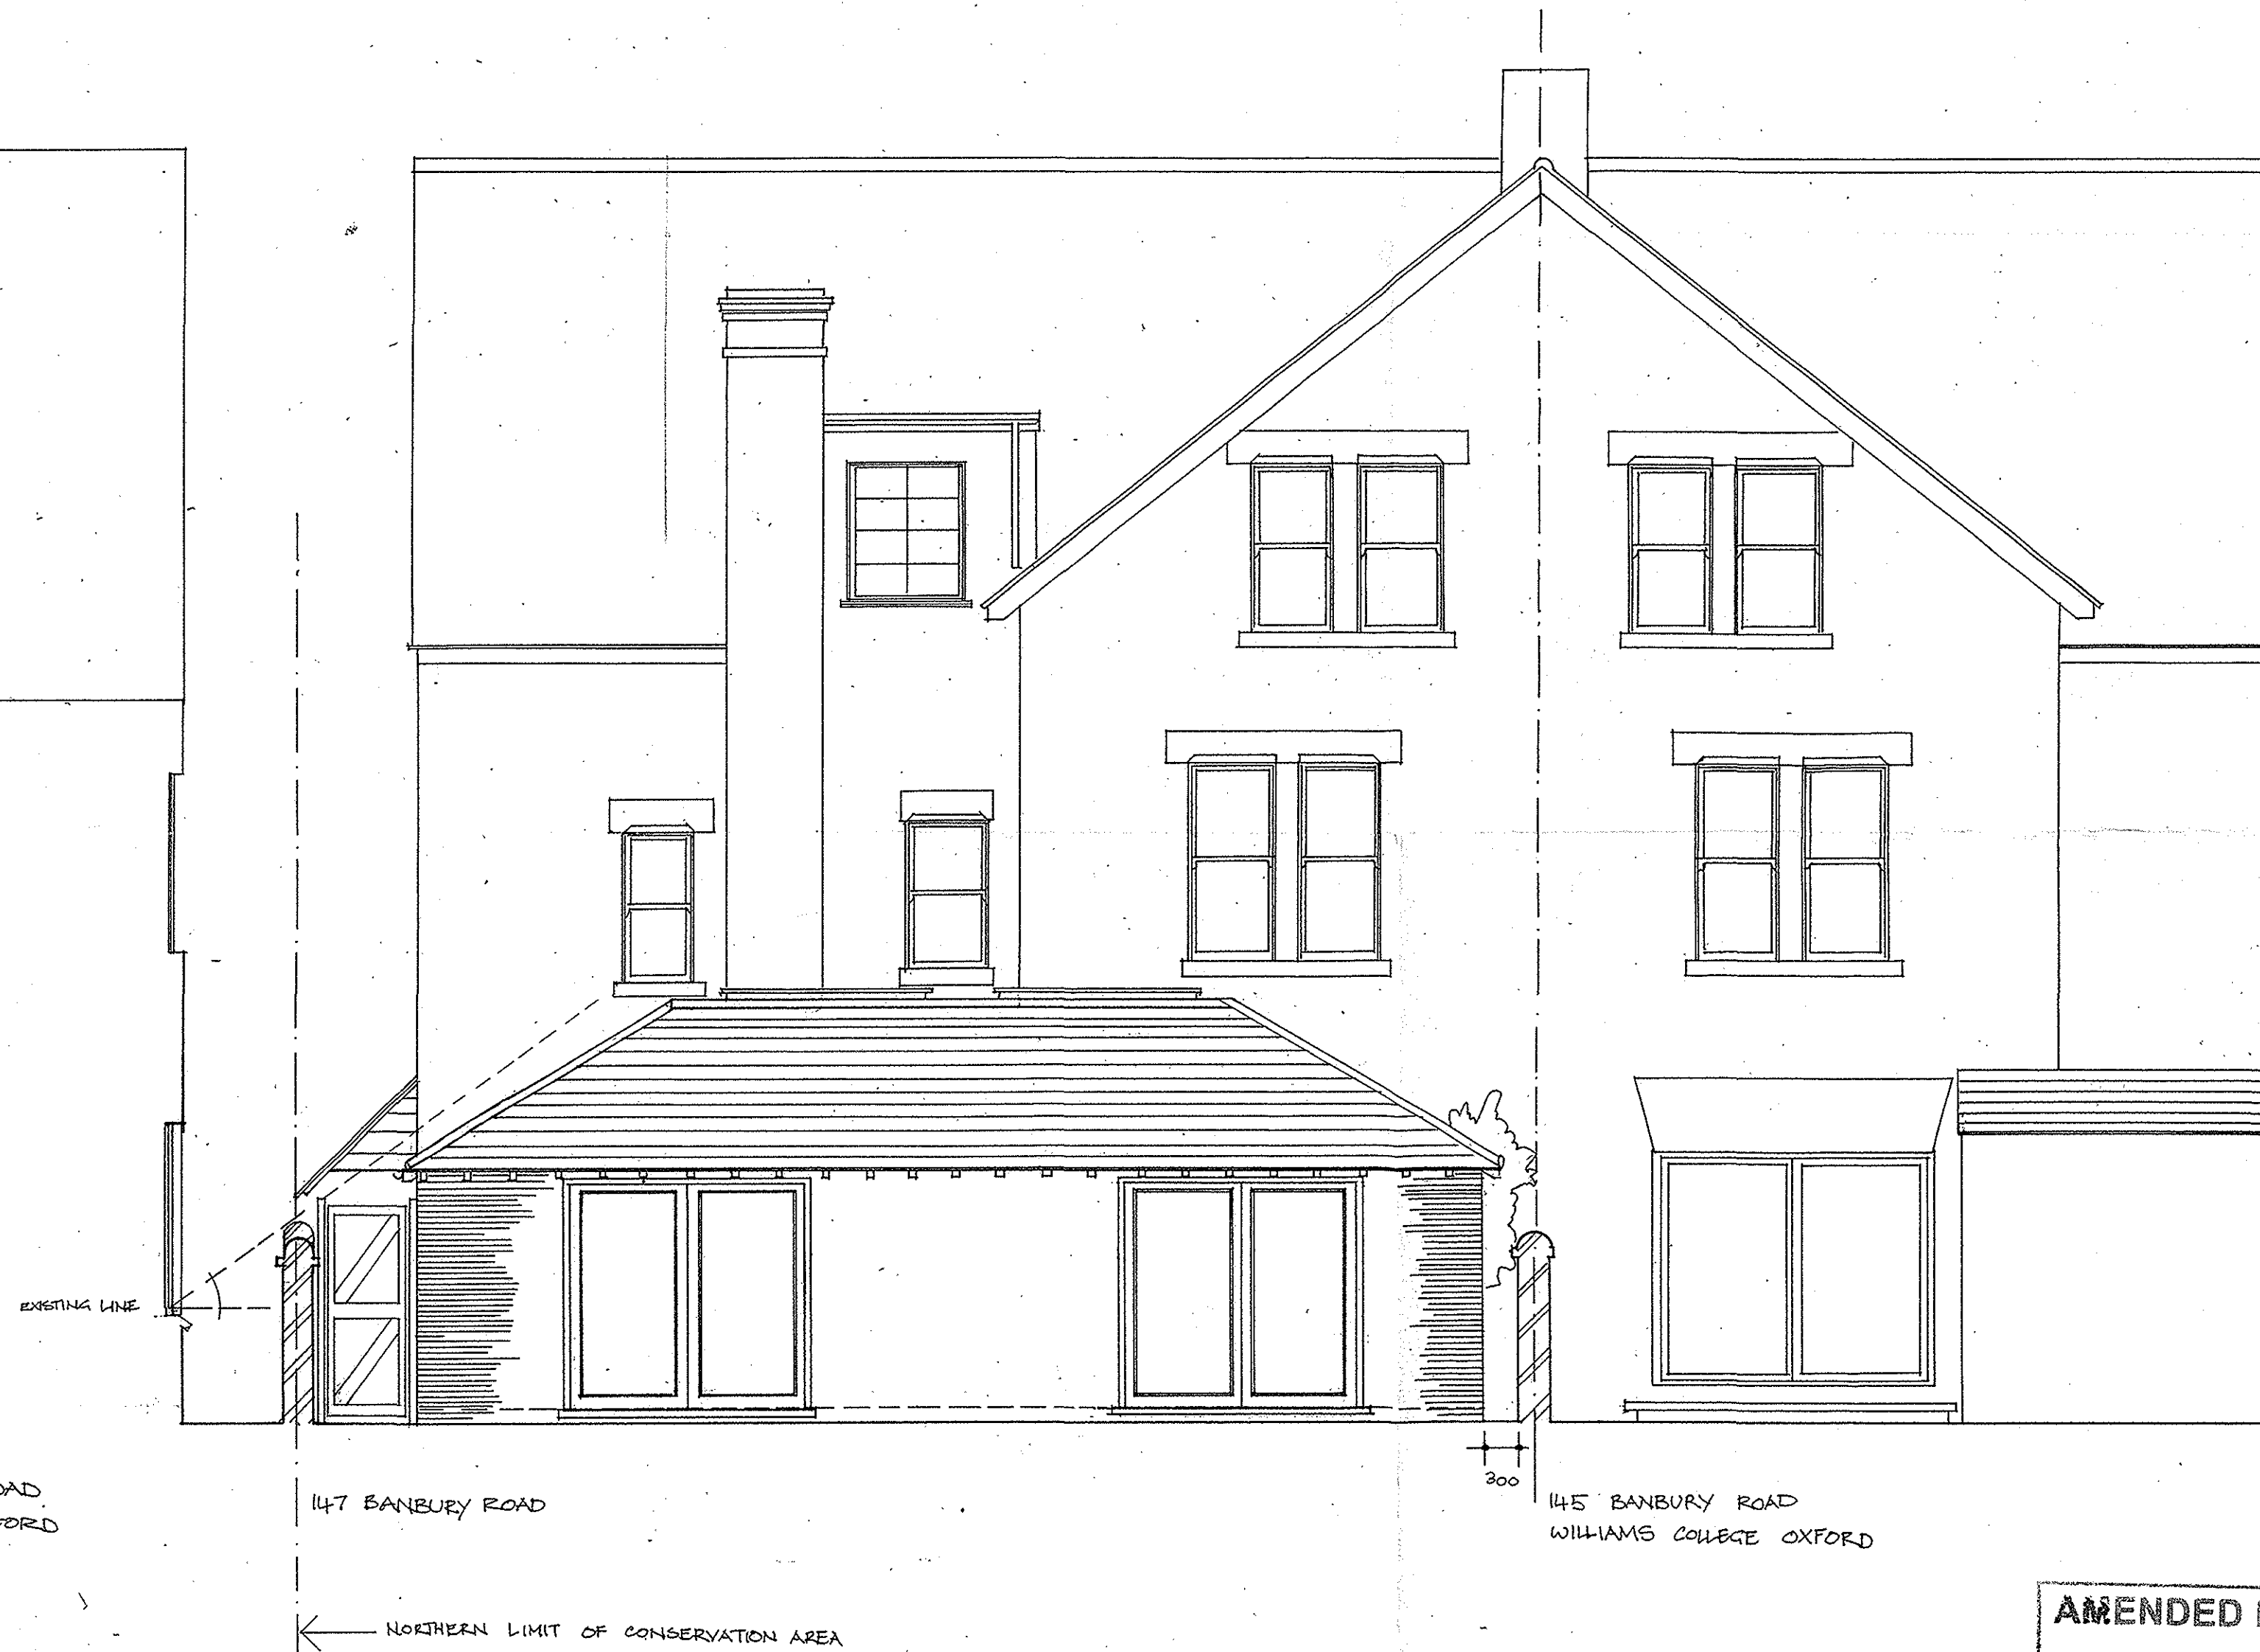 EXISTING LINE
300
147 BANBURY ROAD
145 BANBURY ROAD
WILLIAMS COLLEGE OXFORD
NORTHERN LIMIT OF CONSERVATION AREA
AMENDED